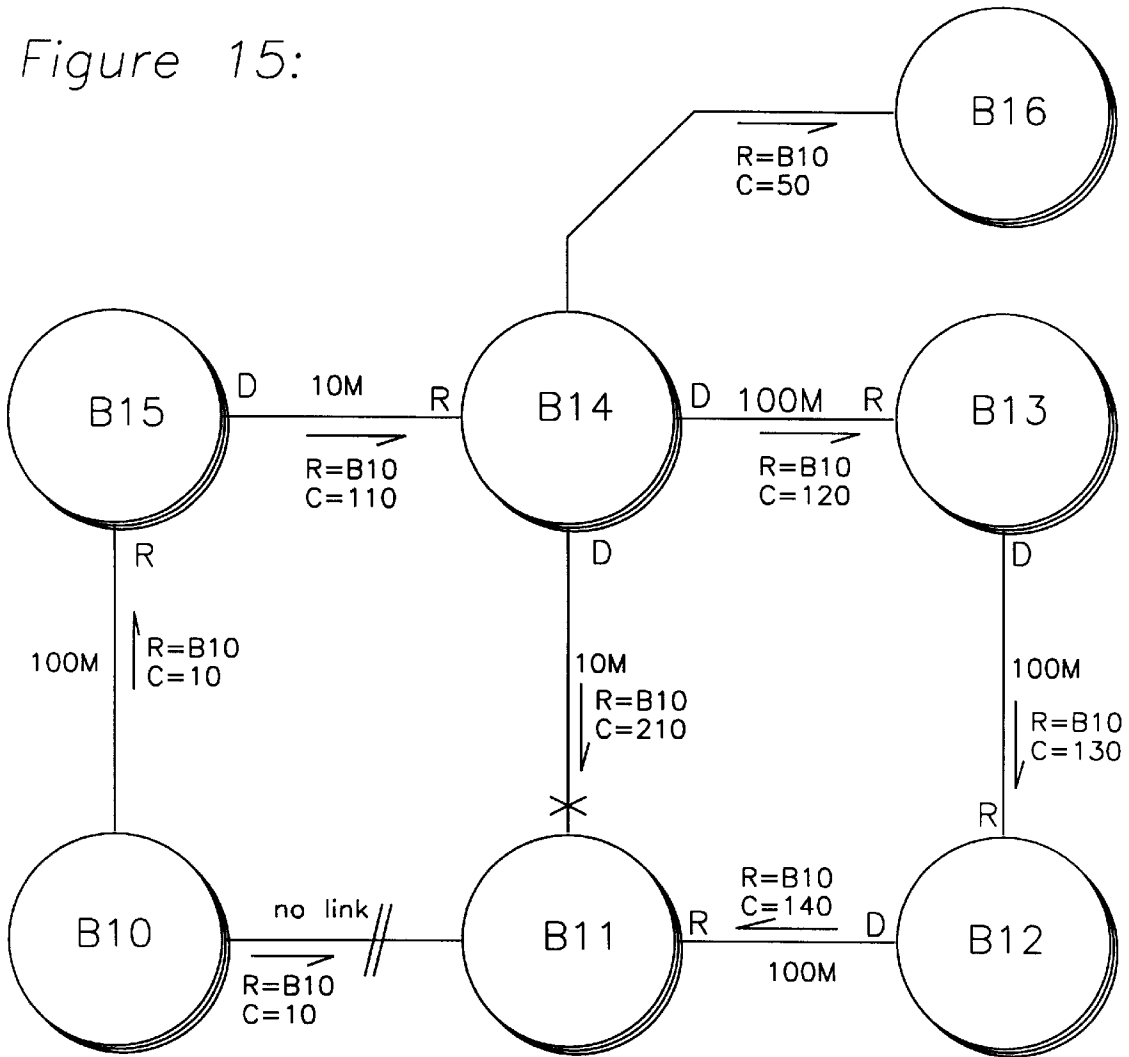 Figure 15:
B16
R=B10
C=50
B15
D
10M
R
B14
D
100M
R
B13
R=B10
C=110
R=B10
C=120
R
D
D
100M
R=B10
C=10
10M
R=B10
C=210
100M
R=B10
C=130
R
B10
no link
R=B10
C=10
B11
R
R=B10
C=140
D
100M
B12